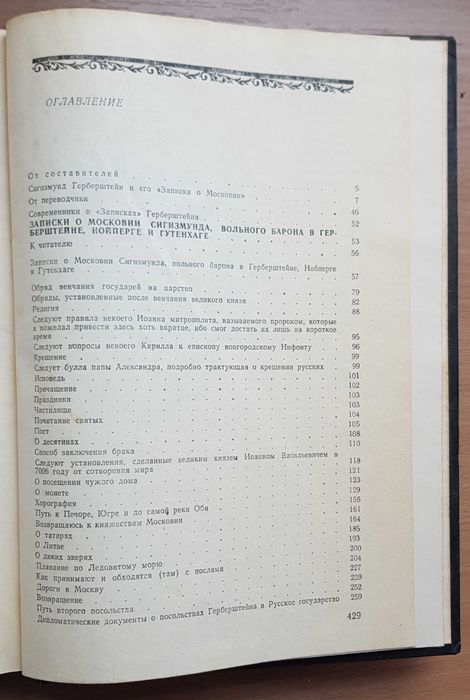 ОГЛАВЛЕНИЕ
От составителей 5
Сигизмунд Герберштейн и его «Записки о Московии» 7
От переводчика 46
Современники о «Записках» Герберштейна 52
ЗАПИСКИ О МОСКОВИИ СИГИЗМУНДА, ВОЛЬНОГО БАРОНА В ГЕР-
БЕРШТЕЙНЕ, НОЙПЕРГЕ И ГУТЕНХАГЕ 53
К читателю 56
Записки о Московии Сигизмунда, вольного барона в Герберштейне, Нойперге
и Гутенхаге 57
Обряд венчания государей на царство 79
Обряды, установленные после венчания великого князя 82
Религия 88
Следуют правила некоего Иоанна митрополита, называемого пророком, которые
я пожелал привести здесь хоть вкратце, ибо смог достать их лишь на короткое
время 95
Следуют вопросы некоего Кирилла к епископу новгородскому Нифонту 96
Крещение 99
Следует булла папы Александра, подробно трактующая о крещении русских 99
Исповедь 101
Причащение 102
Праздники 103
Чистилище 103
Почитание святых 104
Пост 105
О десятинах 108
Способ заключения брака 110
Следуют установления, сделанные великим князем Иоанном Васильевичем в
7006 году от сотворения мира 118
О посещении чужого дома 121
О монете 123
Хорография 129
Путь к Печоре, Югре и до самой реки Оби 156
Возвращаюсь к княжествам Московии 161
О татарах 164
О Литве 185
О диких зверях 193
Плавание по Ледовитому морю 200
Как принимают и обходятся (там) с послами 204
Дороги в Москву 227
Возвращение 239
Путь второго посольства 252
Дипломатические документы о посольствах Герберштейна в Русское государство 259
429